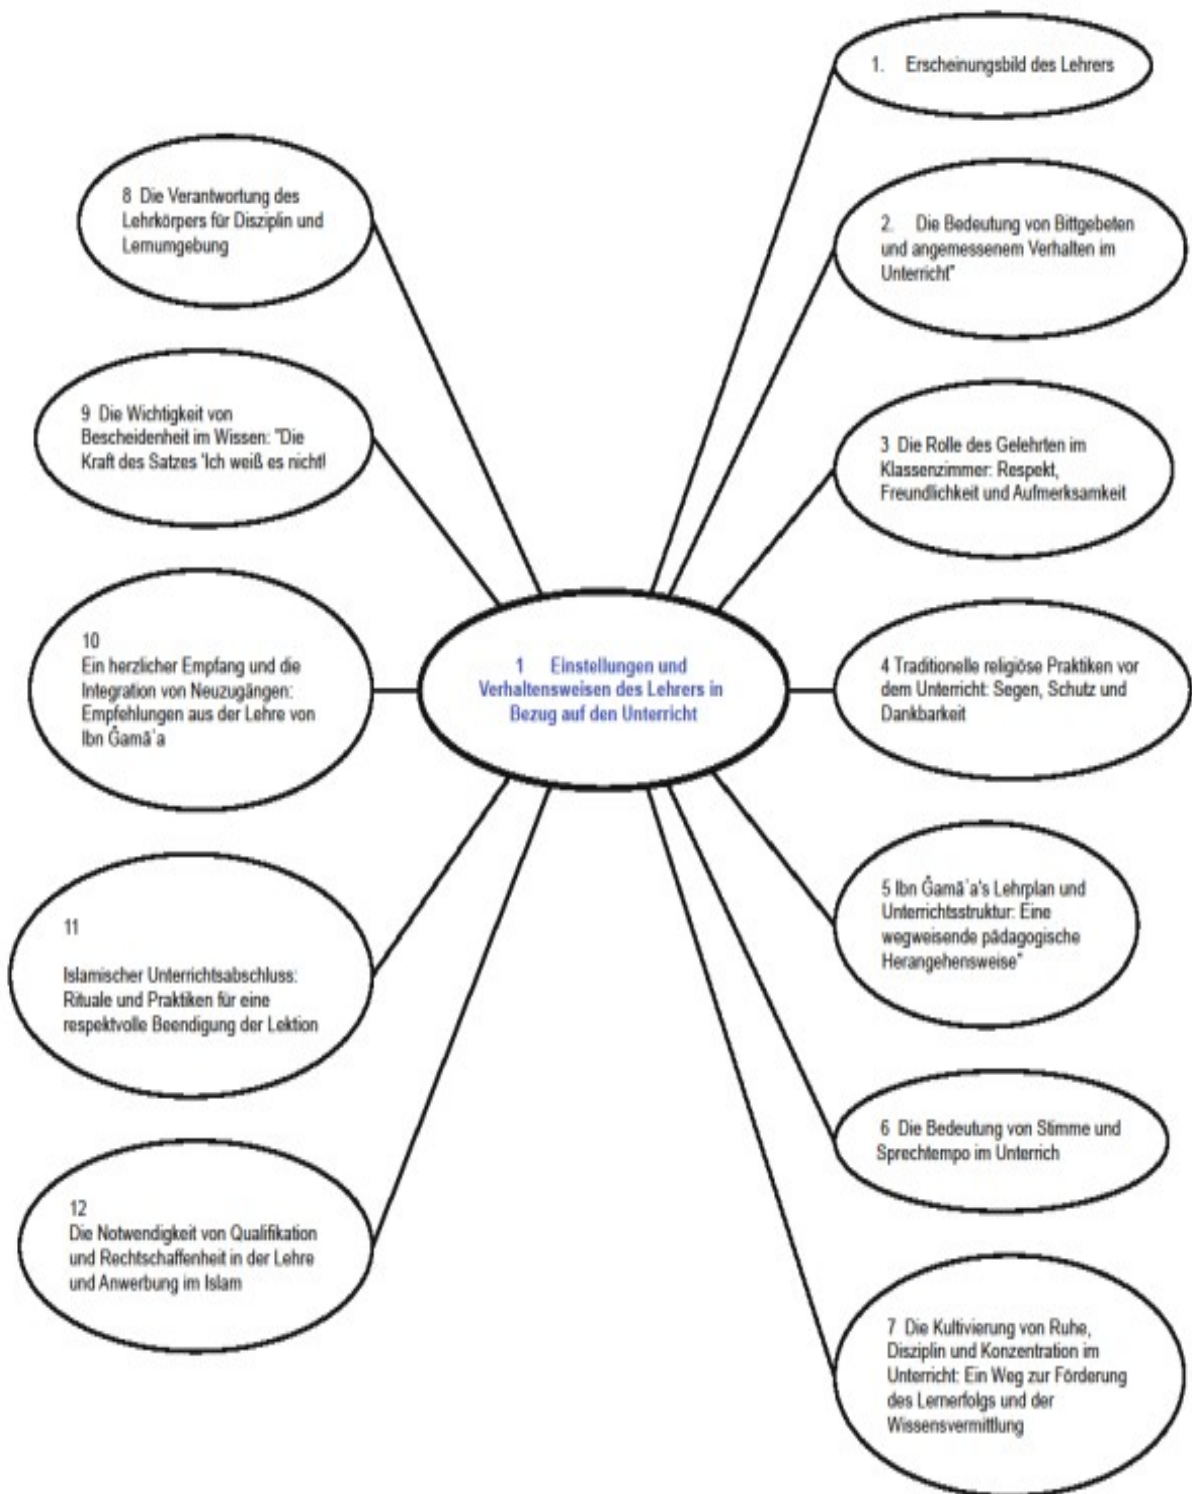 1. Erscheinungsbild des Lehrers
2. Die Bedeutung von Bittgebeten
und angemessenem Verhalten im
Unterricht"
3 Die Rolle des Gelehrten im
Klassenzimmer: Respekt,
Freundlichkeit und Aufmerksamkeit
4 Traditionelle religiöse Praktiken vor
dem Unterricht: Segen, Schutz und
Dankbarkeit
5 Ibn Ǧamāʿa's Lehrplan und
Unterrichtsstruktur: Eine
wegweisende pädagogische
Herangehensweise"
6 Die Bedeutung von Stimme und
Sprechtempo im Unterrich
7 Die Kultivierung von Ruhe,
Disziplin und Konzentration im
Unterricht: Ein Weg zur Förderung
des Lernerfolgs und der
Wissensvermittlung
8 Die Verantwortung des
Lehrkörpers für Disziplin und
Lernumgebung
9 Die Wichtigkeit von
Bescheidenheit im Wissen: "Die
Kraft des Satzes 'Ich weiß es nicht!
10
Ein herzlicher Empfang und die
Integration von Neuzugängen:
Empfehlungen aus der Lehre von
Ibn Ǧamāʿa
11
Islamischer Unterrichtsabschluss:
Rituale und Praktiken für eine
respektvolle Beendigung der Lektion
12
Die Notwendigkeit von Qualifikation
und Rechtschaffenheit in der Lehre
und Anwerbung im Islam
1 Einstellungen und
Verhaltensweisen des Lehrers in
Bezug auf den Unterricht